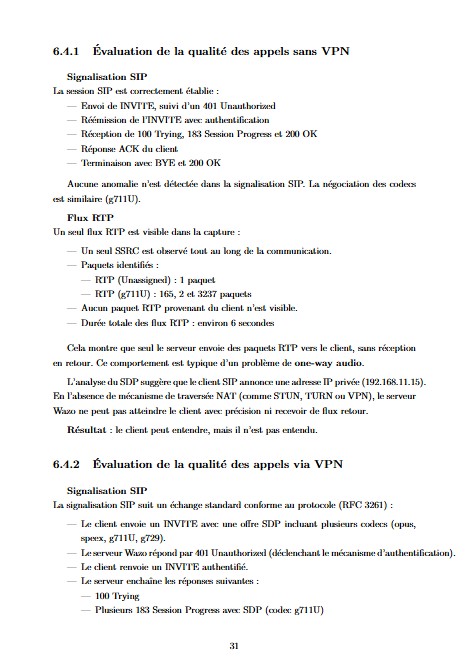 6.4.1 Évaluation de la qualité des appels sans VPN
Signalisation SIP
La session SIP est correctement établie :
— Envoi de INVITE, suivi d'un 401 Unauthorized
— Réémission de l'INVITE avec authentification
— Réception de 100 Trying, 183 Session Progress et 200 OK
— Réponse ACK du client
— Terminaison avec BYE et 200 OK
Aucune anomalie n'est détectée dans la signalisation SIP. La négociation des codecs
est similaire (g711U).
Flux RTP
Un seul flux RTP est visible dans la capture :
— Un seul SSRC est observé tout au long de la communication.
— Paquets identifiés :
— RTP (Unassigned) : 1 paquet
— RTP (g711U) : 165, 2 et 3237 paquets
— Aucun paquet RTP provenant du client n'est visible.
— Durée totale des flux RTP : environ 6 secondes
Cela montre que seul le serveur envoie des paquets RTP vers le client, sans réception
en retour. Ce comportement est typique d'un problème de one-way audio.
L'analyse du SDP suggère que le client SIP annonce une adresse IP privée (192.168.11.15).
En l'absence de mécanisme de traversée NAT (comme STUN, TURN ou VPN), le serveur
Wazo ne peut pas atteindre le client avec précision ni recevoir de flux retour.
Résultat : le client peut entendre, mais il n'est pas entendu.
6.4.2 Évaluation de la qualité des appels via VPN
Signalisation SIP
La signalisation SIP suit un échange standard conforme au protocole (RFC 3261) :
— Le client envoie un INVITE avec une offre SDP incluant plusieurs codecs (opus,
speex, g711U, g729).
— Le serveur Wazo répond par 401 Unauthorized (déclenchant le mécanisme d'authentification).
— Le client renvoie un INVITE authentifié.
— Le serveur enchaîne les réponses suivantes :
— 100 Trying
— Plusieurs 183 Session Progress avec SDP (codec g711U)
31